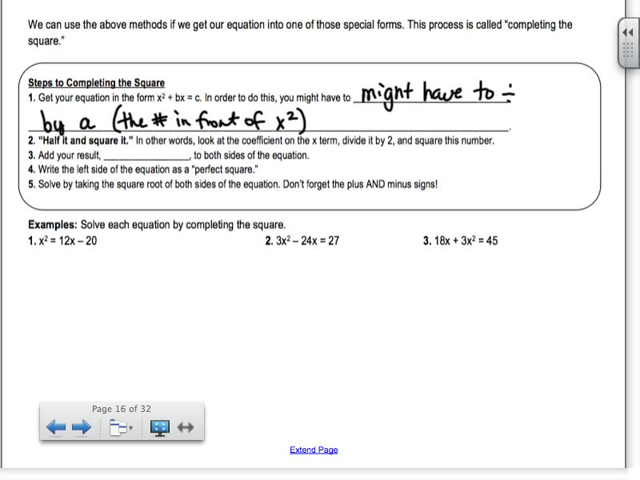 We can use the above methods if we get our equation into one of those special forms. This process is called "completing the
square."
Steps to Completing the Square
1. Get your equation in the form x² + bx = c. In order to do this, you might have to might have to ÷
by a (the # in front of x²).
2. "Half it and square it." In other words, look at the coefficient on the x term, divide it by 2, and square this number.
3. Add your result, ________________, to both sides of the equation.
4. Write the left side of the equation as a "perfect square."
5. Solve by taking the square root of both sides of the equation. Don't forget the plus AND minus signs!
Examples: Solve each equation by completing the square.
1. x² = 12x – 20 2. 3x² – 24x = 27 3. 18x + 3x² = 45
Page 16 of 32
Extend Page